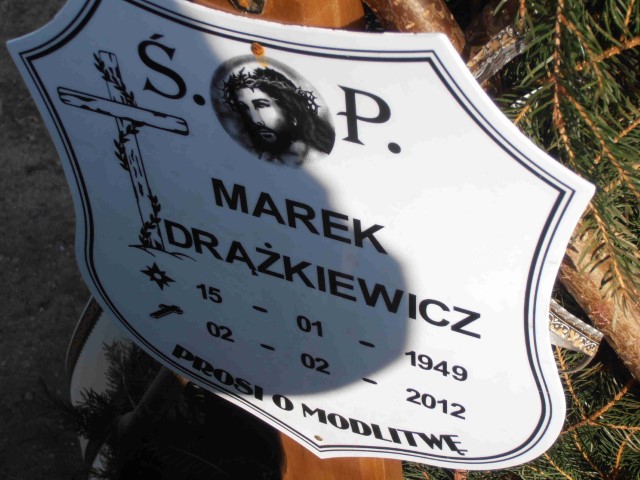 Ś. P.
MAREK
DRĄŻKIEWICZ
15 – 01 – 1949
02 – 02 – 2012
PROSI O MODLITWĘ